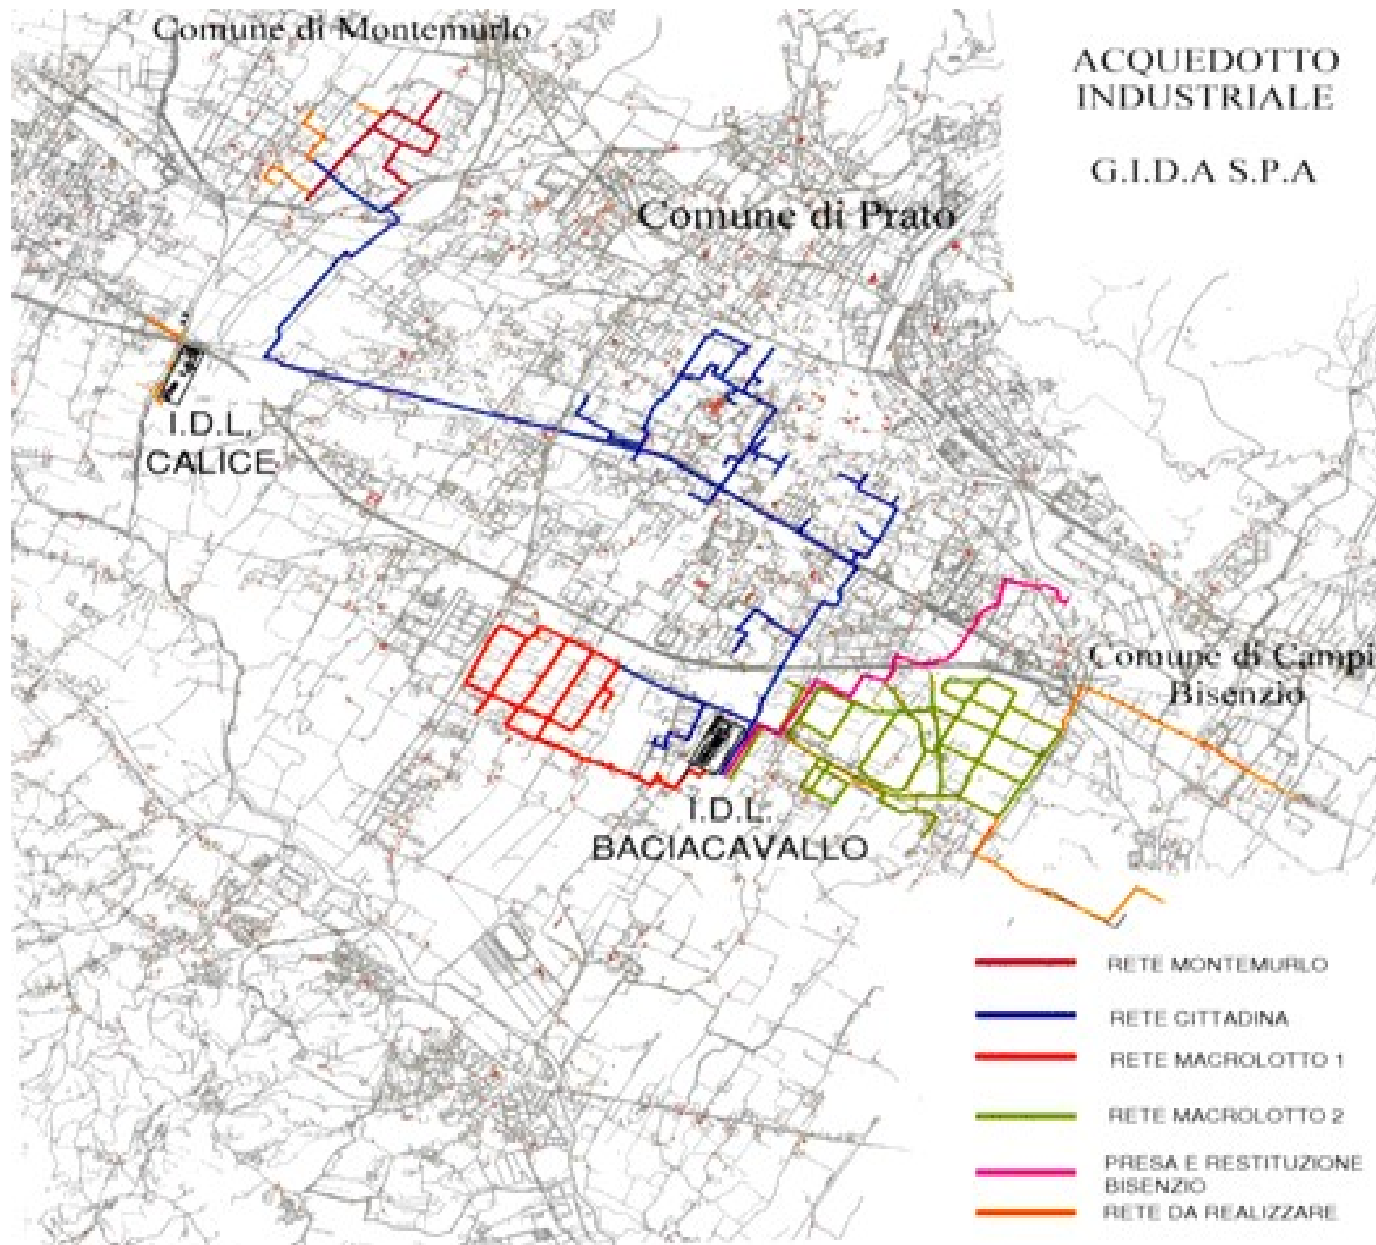 Comune di Montemurlo
ACQUEDOTTO
INDUSTRIALE
G.I.D.A S.P.A
Comune di Prato
I.D.L.
CALICE
Comune di Campi
Bisenzio
I.D.L.
BACIACAVALLO
RETE MONTEMURLO
RETE CITTADINA
RETE MACROLOTTO 1
RETE MACROLOTTO 2
PRESA E RESTITUZIONE
BISENZIO
RETE DA REALIZZARE